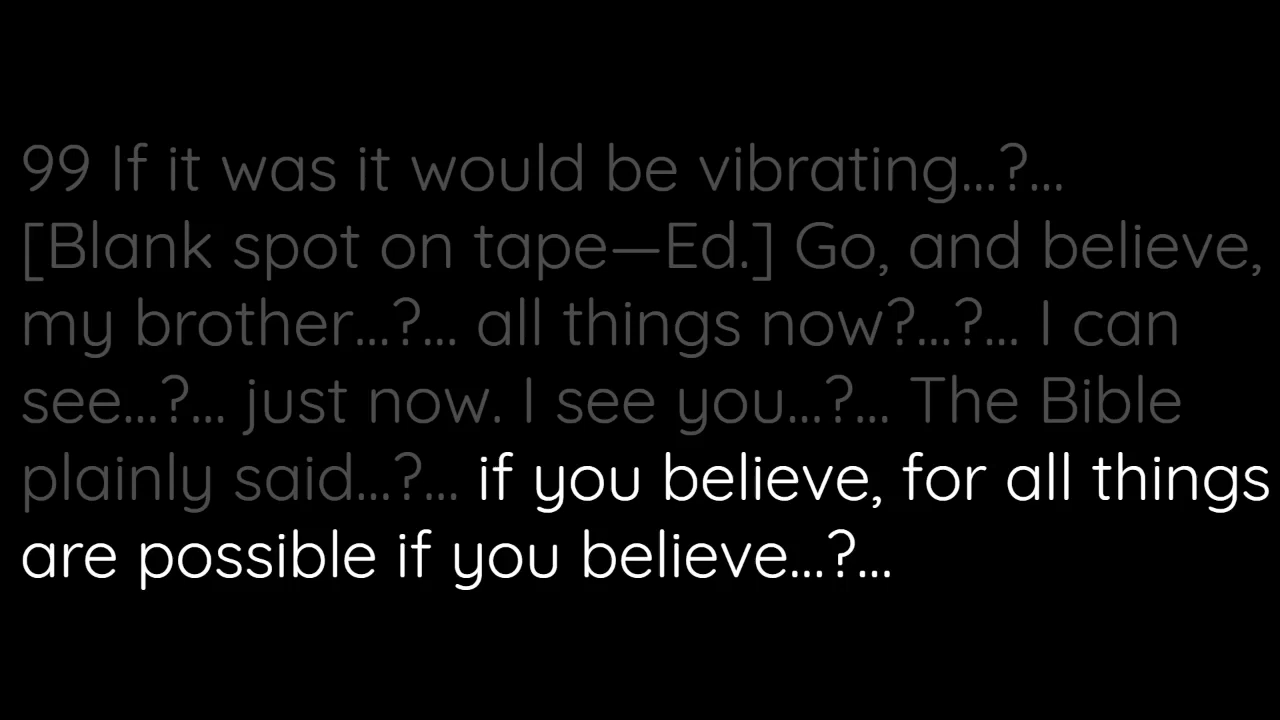 99 If it was it would be vibrating...?...
[Blank spot on tape—Ed.] Go, and believe,
my brother...?... all things now?...?... I can
see...?... just now. I see you...?... The Bible
plainly said...?... if you believe, for all things
are possible if you believe...?...